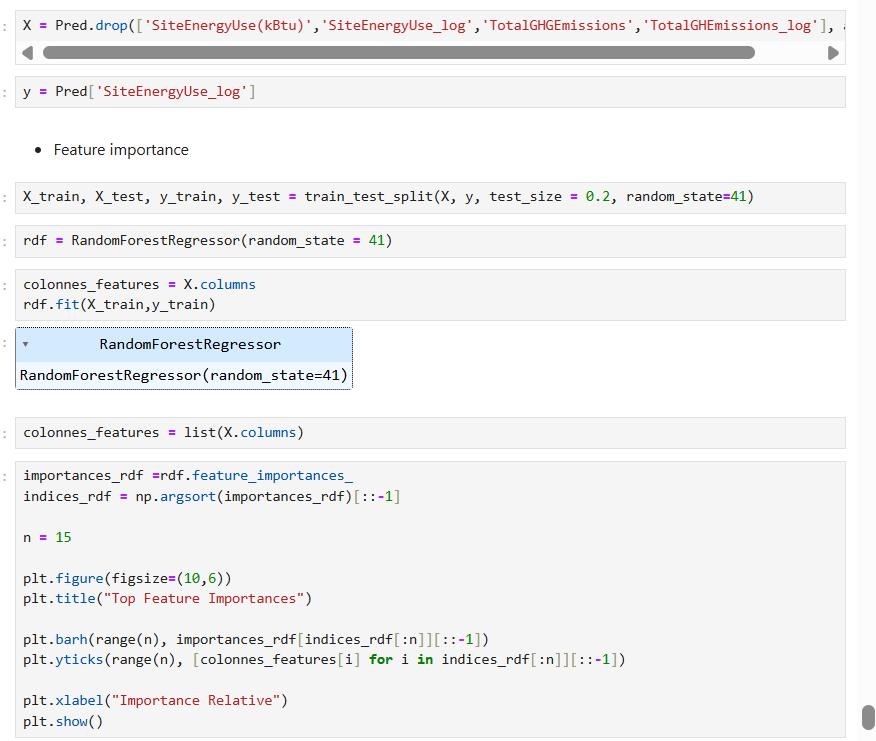 X = Pred.drop(['SiteEnergyUse(kBtu)','SiteEnergyUse_log','TotalGHGEmissions','TotalGHEmissions_log'],
y = Pred['SiteEnergyUse_log']
• Feature importance
X_train, X_test, y_train, y_test = train_test_split(X, y, test_size = 0.2, random_state=41)
rdf = RandomForestRegressor(random_state = 41)
colonnes_features = X.columns
rdf.fit(X_train,y_train)
RandomForestRegressor
RandomForestRegressor(random_state=41)
colonnes_features = list(X.columns)
importances_rdf =rdf.feature_importances_
indices_rdf = np.argsort(importances_rdf)[::-1]
n = 15
plt.figure(figsize=(10,6))
plt.title("Top Feature Importances")
plt.barh(range(n), importances_rdf[indices_rdf[:n]][::-1])
plt.yticks(range(n), [colonnes_features[i] for i in indices_rdf[:n]][::-1])
plt.xlabel("Importance Relative")
plt.show()